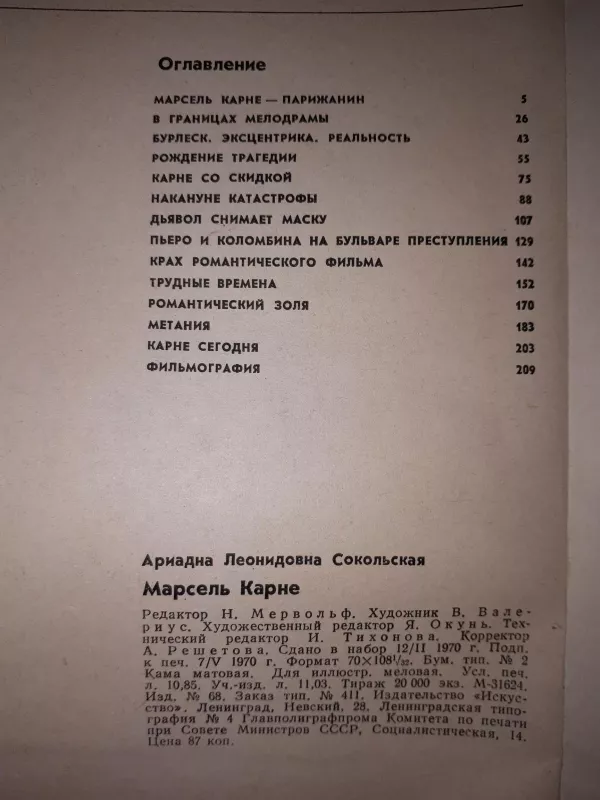 Оглавление
МАРСЕЛЬ КАРНЕ — ПАРИЖАНИН 5
В ГРАНИЦАХ МЕЛОДРАМЫ 26
БУРЛЕСК. ЭКСЦЕНТРИКА. РЕАЛЬНОСТЬ 43
РОЖДЕНИЕ ТРАГЕДИИ 55
КАРНЕ СО СКИДКОЙ 75
НАКАНУНЕ КАТАСТРОФЫ 88
ДЬЯВОЛ СНИМАЕТ МАСКУ 107
ПЬЕРО И КОЛОМБИНА НА БУЛЬВАРЕ ПРЕСТУПЛЕНИЯ 129
КРАХ РОМАНТИЧЕСКОГО ФИЛЬМА 142
ТРУДНЫЕ ВРЕМЕНА 152
РОМАНТИЧЕСКИЙ ЗОЛЯ 170
МЕТАНИЯ 183
КАРНЕ СЕГОДНЯ 203
ФИЛЬМОГРАФИЯ 209
Ариадна Леонидовна Сокольская
Марсель Карне
Редактор Н. Мервольф. Художник В. Вале-
риус. Художественный редактор Я. Окунь. Тех-
нический редактор И. Тихонова. Корректор
А. Решетова. Сдано в набор 12/II 1970 г. Подп.
к печ. 7/V 1970 г. Формат 70×108¹/₃₂. Бум. тип. № 2
Кама матовая. Для иллюстр. меловая. Усл. печ.
л. 10,85. Уч.-изд. л. 11,03. Тираж 20 000 экз. М-31624.
Изд. № 68. Заказ тип. № 411. Издательство «Искус-
ство». Ленинград, Невский, 28. Ленинградская типо-
графия № 4 Главполиграфпрома Комитета по печати
при Совете Министров СССР, Социалистическая, 14.
Цена 87 коп.